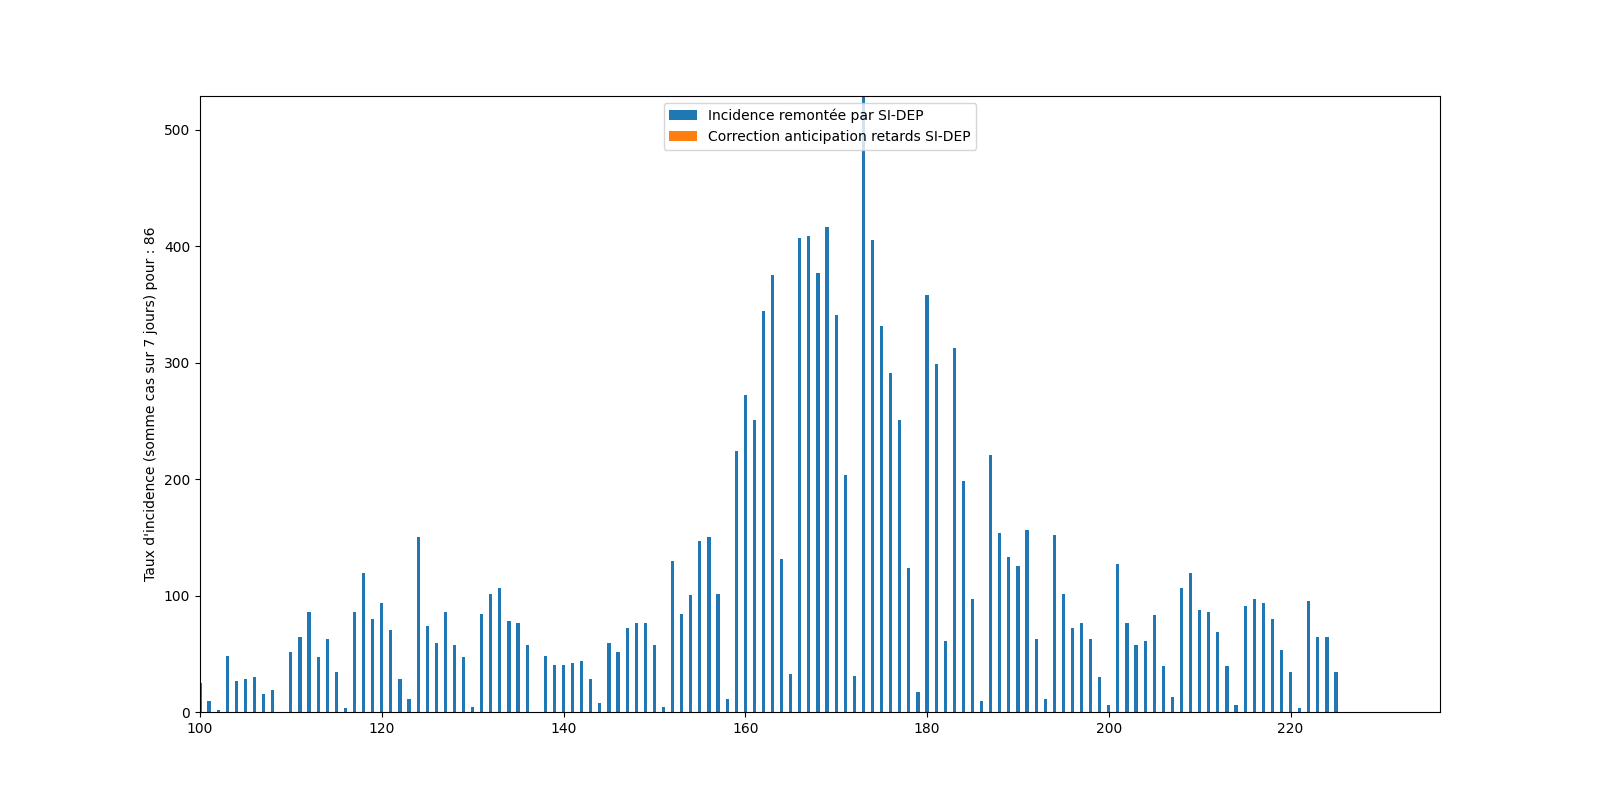 Incidence remontée par SI-DEP
Correction anticipation retards SI-DEP
Taux d'incidence (somme cas sur 7 jours) pour : 86
500
400
300
200
100
0
100 120 140 160 180 200 220